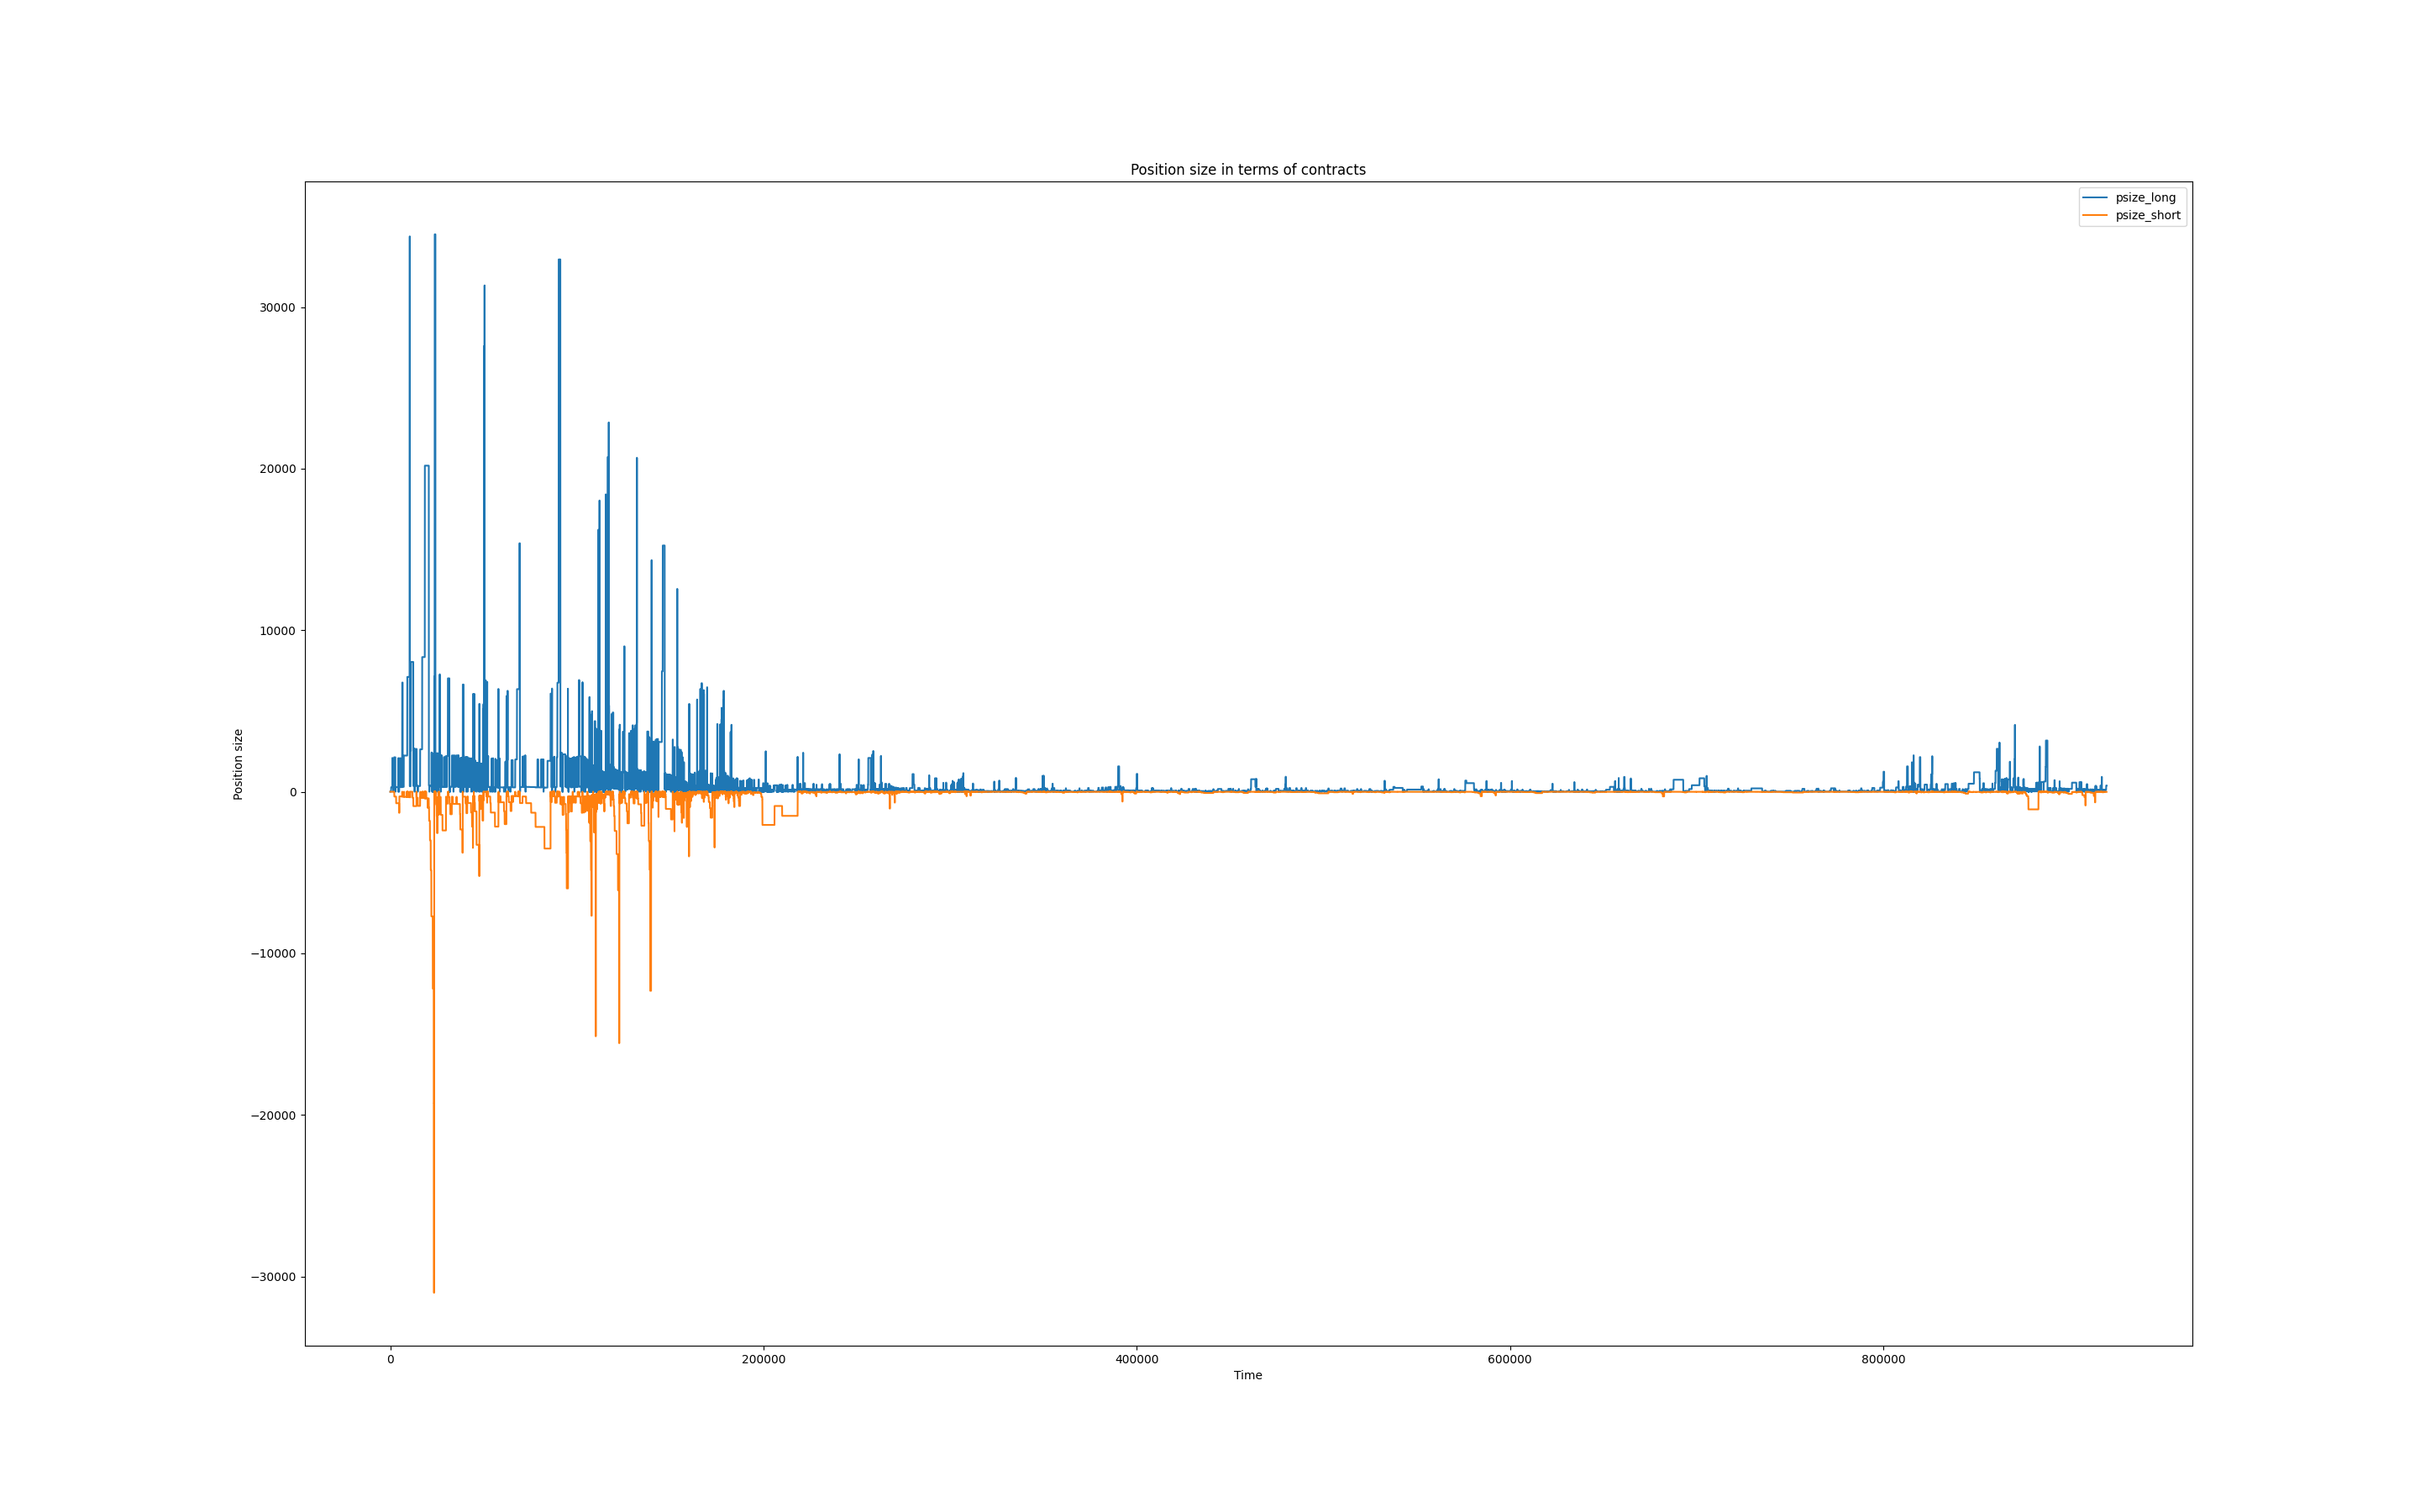 Position size in terms of contracts
psize_long
psize_short
30000
20000
10000
0
−10000
−20000
−30000
Position size
0
200000
400000
600000
800000
Time